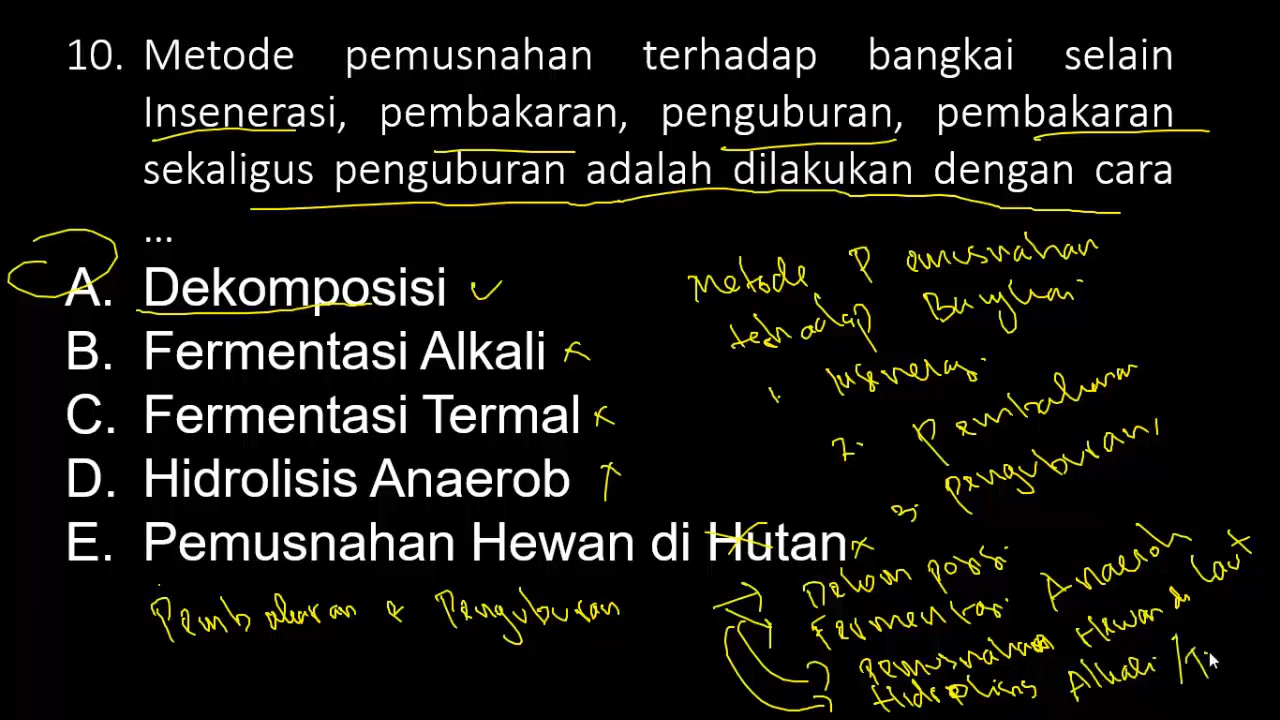 10. Metode pemusnahan terhadap bangkai selain
Insenerasi, pembakaran, penguburan, pembakaran
sekaligus penguburan adalah dilakukan dengan cara
...
A. Dekomposisi
B. Fermentasi Alkali
C. Fermentasi Termal
D. Hidrolisis Anaerob
E. Pemusnahan Hewan di Hutan
Metode Pemusnahan
terhadap Bangkai
1. Insenerasi
2. Pembakaran
3. penguburan,
Dekomposisi
Fermentasi Anaerob
pemusnahan Hewan di Laut
Alkali /T
Pembakaran & Penguburan